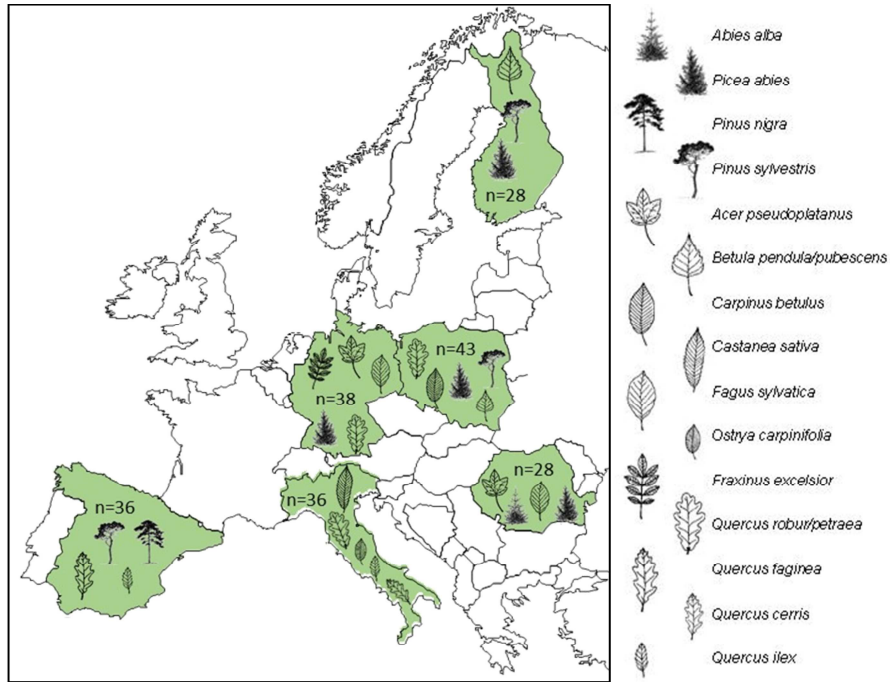 n=28
n=43
n=38
n=28
n=36
n=36
Abies alba
Picea abies
Pinus nigra
Pinus sylvestris
Acer pseudoplatanus
Betula pendula/pubescens
Carpinus betulus
Castanea sativa
Fagus sylvatica
Ostrya carpinifolia
Fraxinus excelsior
Quercus robur/petraea
Quercus faginea
Quercus cerris
Quercus ilex